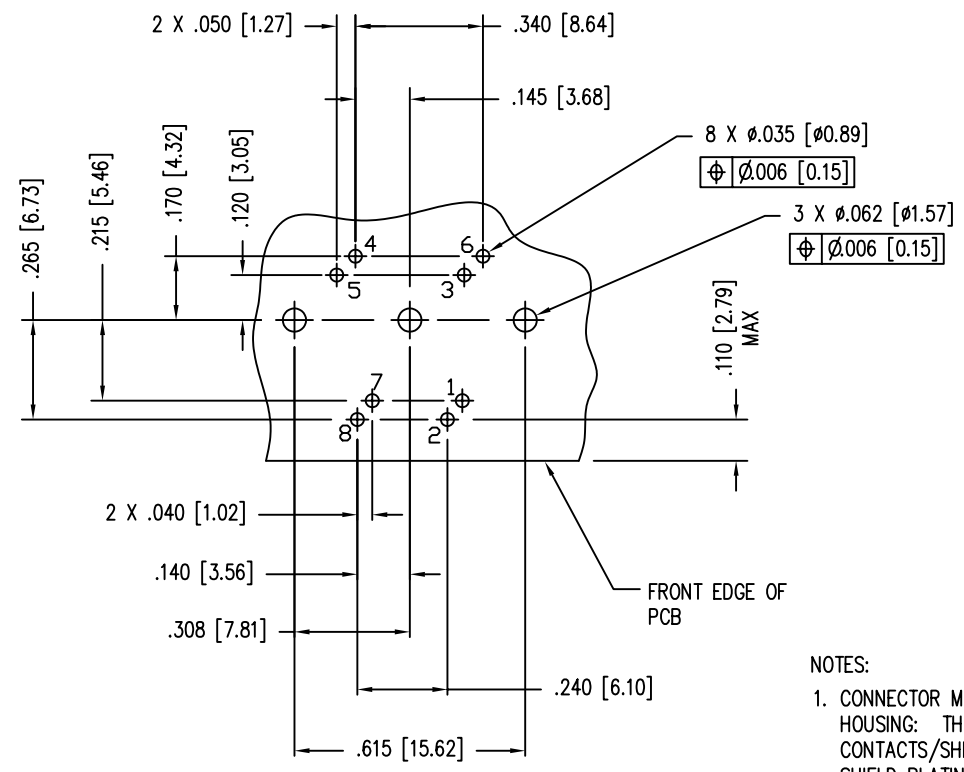 2 X .050 [1.27]
.340 [8.64]
.145 [3.68]
8 X ø.035 [ø0.89]
⌖ Ø.006 [0.15]
3 X ø.062 [ø1.57]
⌖ Ø.006 [0.15]
.265 [6.73]
.215 [5.46]
.170 [4.32]
.120 [3.05]
4
6
5
3
.110 [2.79]
MAX
7
1
8
2
2 X .040 [1.02]
.140 [3.56]
.308 [7.81]
FRONT EDGE OF
PCB
.240 [6.10]
.615 [15.62]
NOTES:
1. CONNECTOR M
HOUSING: TH
CONTACTS/SH